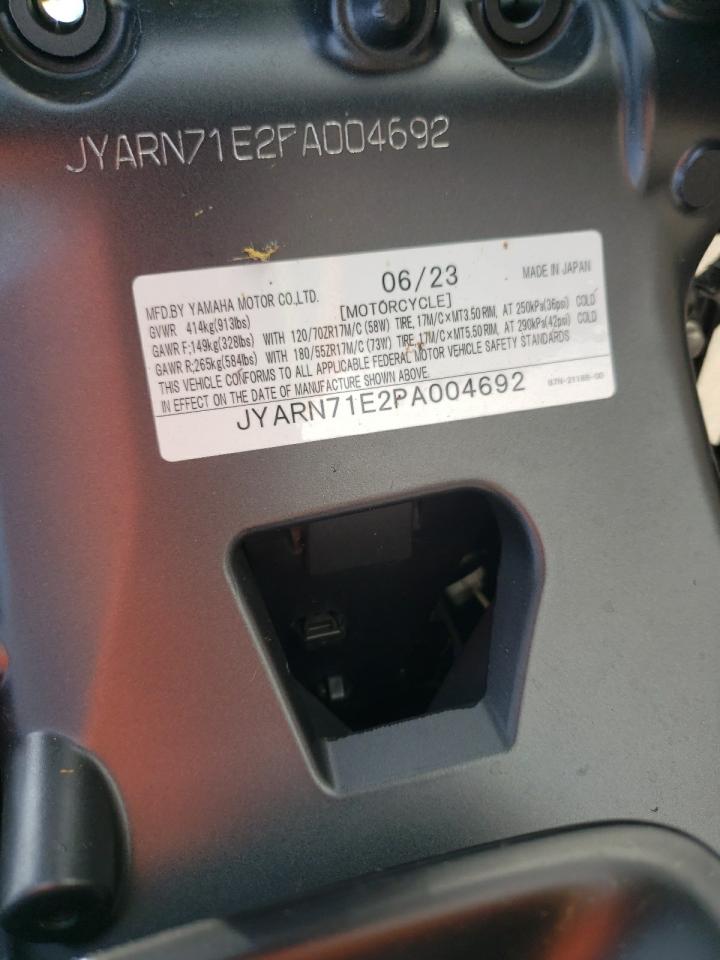 JYARN71E2PA004692
06/23
MFD.BY YAMAHA MOTOR CO.,LTD. [MOTORCYCLE] MADE IN JAPAN
GVWR 414kg(913lbs)
GAWR F;149kg(328lbs) WITH 120/70ZR17M/C (58W) TIRE, 17M/C×MT3.50 RIM, AT 250kPa(36psi) COLD
GAWR R;265kg(584lbs) WITH 180/55ZR17M/C (73W) TIRE, 17M/C×MT5.50 RIM, AT 290kPa(42psi) COLD
THIS VEHICLE CONFORMS TO ALL APPLICABLE FEDERAL MOTOR VEHICLE SAFETY STANDARDS
IN EFFECT ON THE DATE OF MANUFACTURE SHOWN ABOVE.
JYARN71E2PA004692